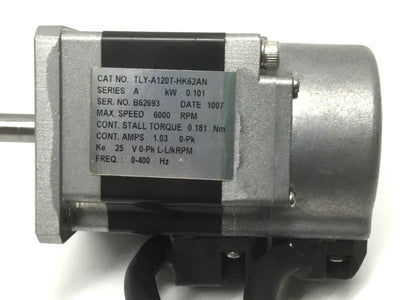 CAT NO. TLY-A120T-HK62AN
SERIES A kW 0.101
SER. NO. B62693 DATE 1007
MAX. SPEED 6000 RPM
CONT. STALL TORQUE 0.181 Nm
CONT. AMPS 1.03 0-Pk
Ke 25 V 0-Pk L-L/kRPM
FREQ. : 0-400 Hz